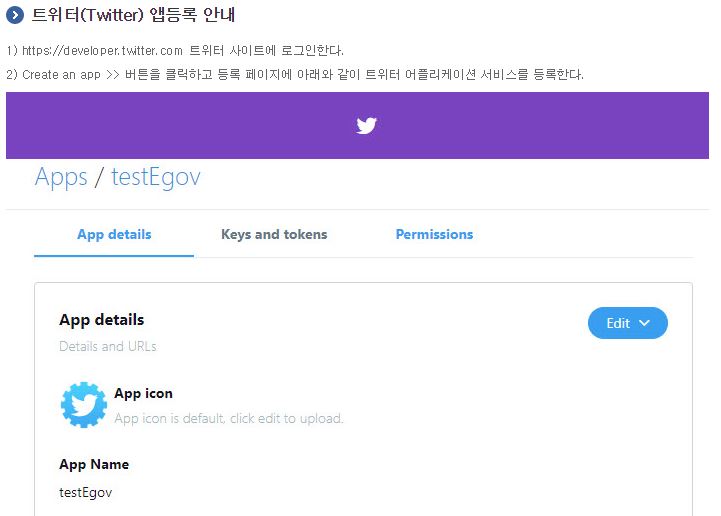 트위터(Twitter) 앱등록 안내
1) https://developer.twitter.com 트위터 사이트에 로그인한다.
2) Create an app >> 버튼을 클릭하고 등록 페이지에 아래와 같이 트위터 어플리케이션 서비스를 등록한다.
Apps / testEgov
App details Keys and tokens Permissions
App details
Edit
Details and URLs
App icon
App icon is default, click edit to upload.
App Name
testEgov